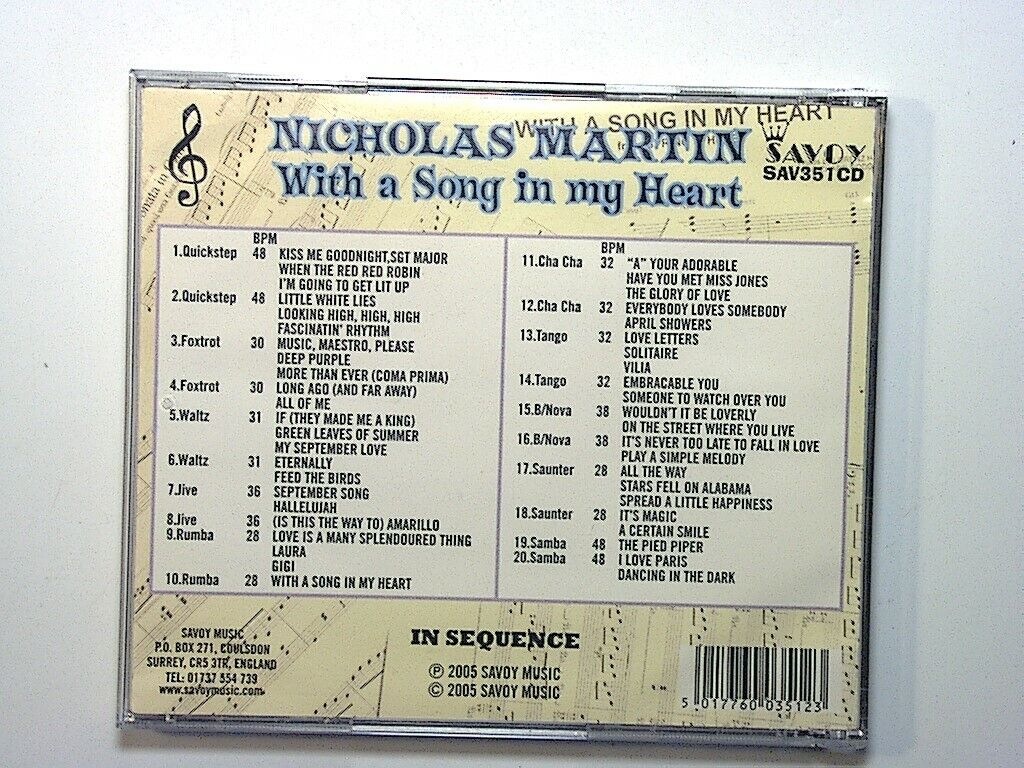 WITH A SONG IN MY HEART
NICHOLAS MARTIN
With a Song in my Heart
SAVOY
SAV351CD
BPM
1.Quickstep 48 KISS ME GOODNIGHT,SGT MAJOR
WHEN THE RED RED ROBIN
I'M GOING TO GET LIT UP
2.Quickstep 48 LITTLE WHITE LIES
LOOKING HIGH, HIGH, HIGH
FASCINATIN' RHYTHM
3.Foxtrot 30 MUSIC, MAESTRO, PLEASE
DEEP PURPLE
MORE THAN EVER (COMA PRIMA)
4.Foxtrot 30 LONG AGO (AND FAR AWAY)
ALL OF ME
5.Waltz 31 IF (THEY MADE ME A KING)
GREEN LEAVES OF SUMMER
MY SEPTEMBER LOVE
6.Waltz 31 ETERNALLY
FEED THE BIRDS
7.Jive 36 SEPTEMBER SONG
HALLELUJAH
8.Jive 36 (IS THIS THE WAY TO) AMARILLO
9.Rumba 28 LOVE IS A MANY SPLENDOURED THING
LAURA
GIGI
10.Rumba 28 WITH A SONG IN MY HEART
BPM
11.Cha Cha 32 "A" YOUR ADORABLE
HAVE YOU MET MISS JONES
THE GLORY OF LOVE
12.Cha Cha 32 EVERYBODY LOVES SOMEBODY
APRIL SHOWERS
13.Tango 32 LOVE LETTERS
SOLITAIRE
VILIA
14.Tango 32 EMBRACABLE YOU
SOMEONE TO WATCH OVER YOU
15.B/Nova 38 WOULDN'T IT BE LOVERLY
ON THE STREET WHERE YOU LIVE
16.B/Nova 38 IT'S NEVER TOO LATE TO FALL IN LOVE
PLAY A SIMPLE MELODY
17.Saunter 28 ALL THE WAY
STARS FELL ON ALABAMA
SPREAD A LITTLE HAPPINESS
18.Saunter 28 IT'S MAGIC
A CERTAIN SMILE
19.Samba 48 THE PIED PIPER
20.Samba 48 I LOVE PARIS
DANCING IN THE DARK
SAVOY MUSIC
P.O. BOX 271, COULSDON
SURREY, CR5 3TR, ENGLAND
TEL: 01737 554 739
www.savoymusic.com
IN SEQUENCE
℗ 2005 SAVOY MUSIC
© 2005 SAVOY MUSIC
5 017760 035123